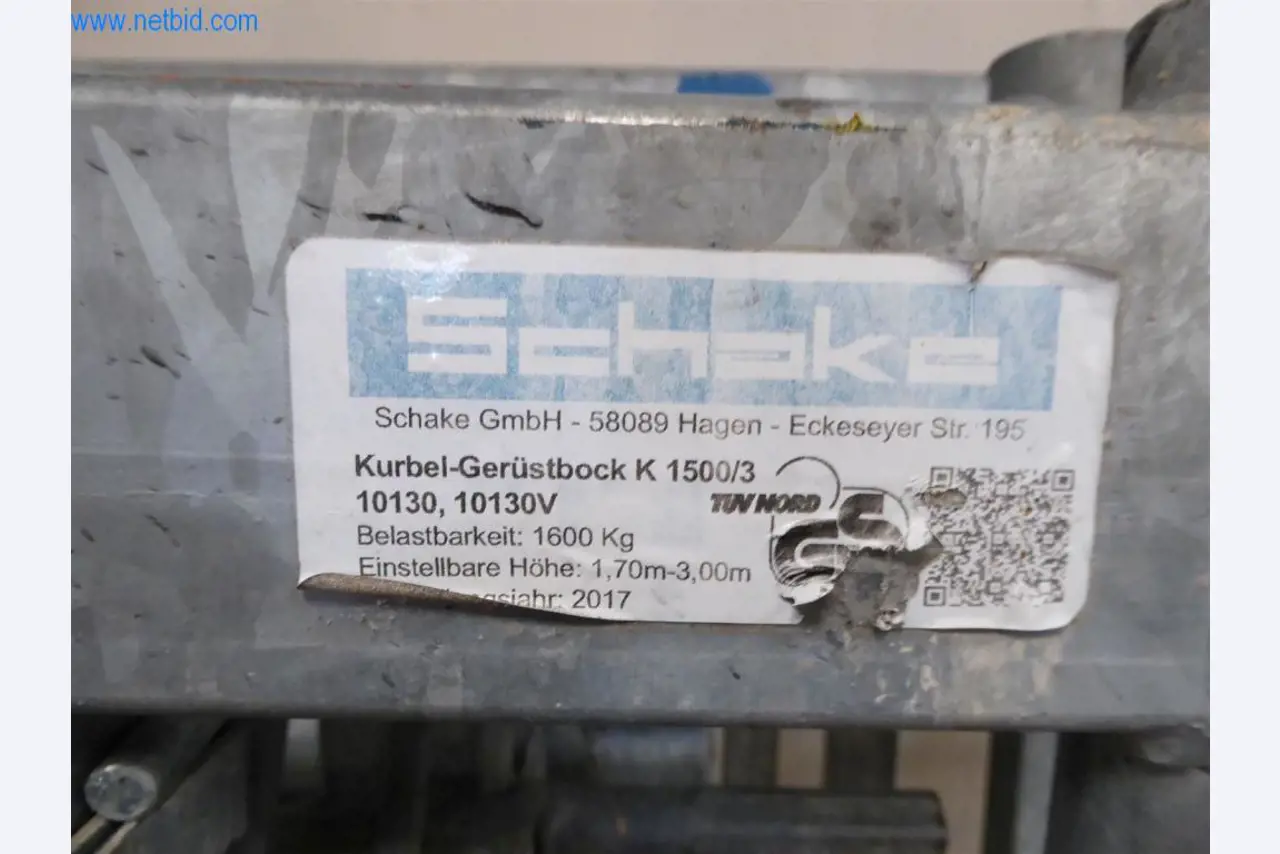 www.netbid.com
Schake
Schake GmbH - 58089 Hagen - Eckeseyer Str. 195
Kurbel-Gerüstbock K 1500/3
10130, 10130V
TÜV NORD
Belastbarkeit: 1600 Kg
Einstellbare Höhe: 1,70m-3,00m
2017